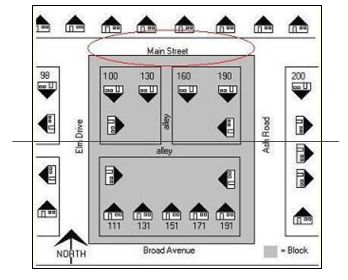 Main Street
98
100
130
160
190
200
Elm Drive
alley
Ash Road
alley
111
131
151
171
191
NORTH
Broad Avenue
= Block